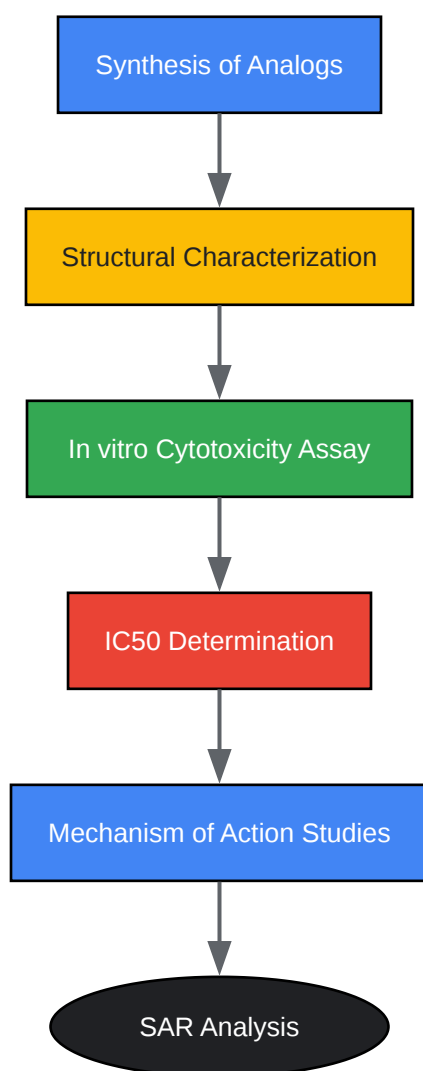 Synthesis of Analogs
Structural Characterization
In vitro Cytotoxicity Assay
IC50 Determination
Mechanism of Action Studies
SAR Analysis